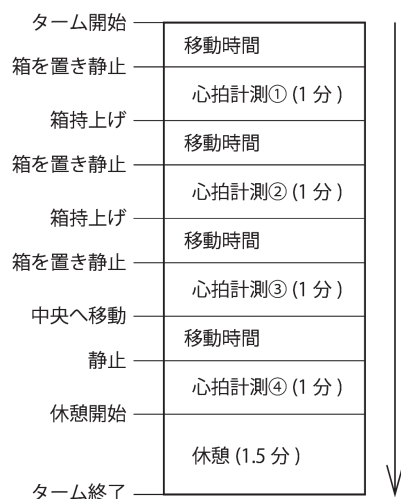 ターム開始
移動時間
箱を置き静止
心拍計測① (1 分 )
箱持上げ
移動時間
箱を置き静止
心拍計測② (1 分 )
箱持上げ
移動時間
箱を置き静止
心拍計測③ (1 分 )
中央へ移動
移動時間
静止
心拍計測④ (1 分 )
休憩開始
休憩 (1.5 分 )
ターム終了